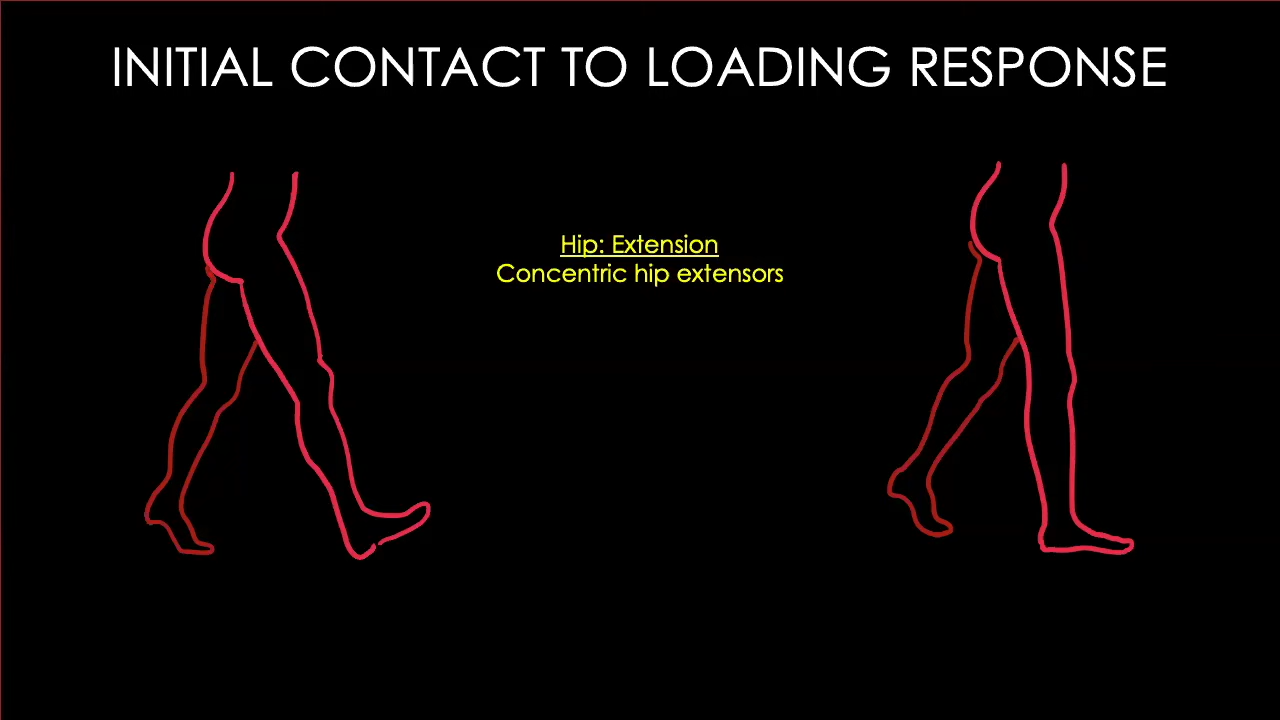 INITIAL CONTACT TO LOADING RESPONSE
Hip: Extension
Concentric hip extensors